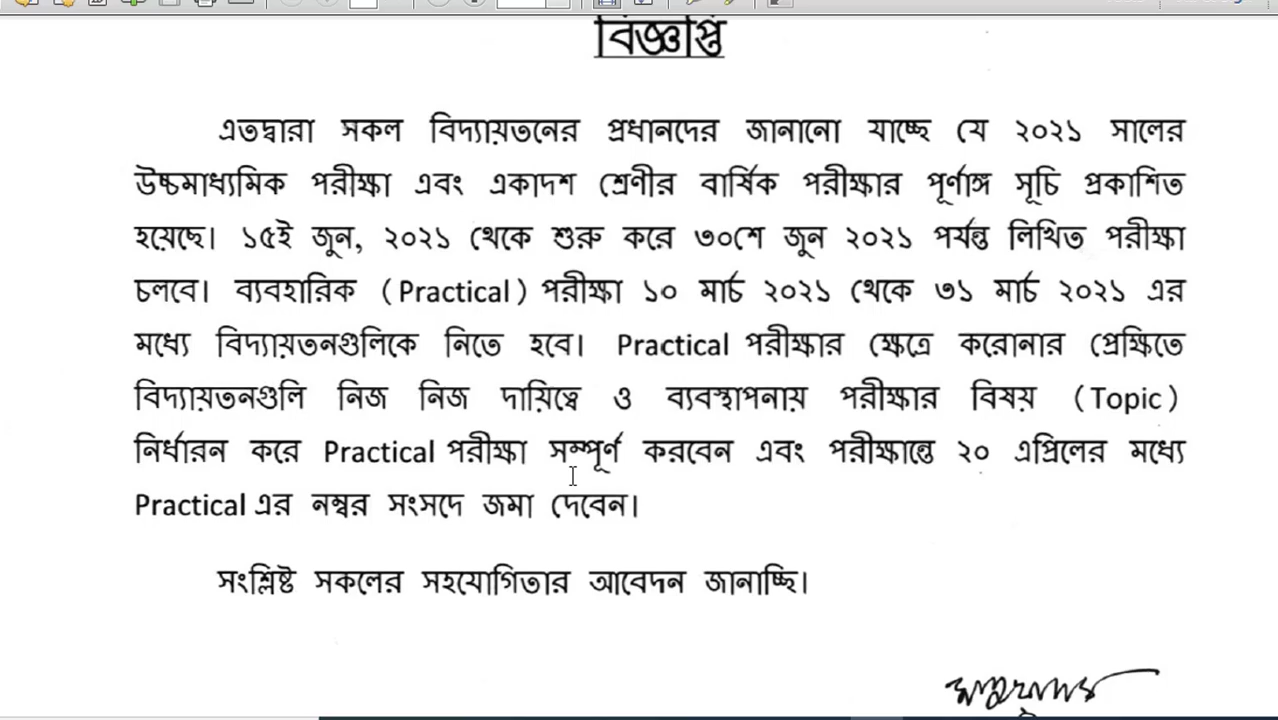 বিজ্ঞপ্তি
এতদ্বারা সকল বিদ্যায়তনের প্রধানদের জানানো যাচ্ছে যে ২০২১ সালের
উচ্চমাধ্যমিক পরীক্ষা এবং একাদশ শ্রেণীর বার্ষিক পরীক্ষার পূর্ণাঙ্গ সূচি প্রকাশিত
হয়েছে। ১৫ই জুন, ২০২১ থেকে শুরু করে ৩০শে জুন ২০২১ পর্যন্ত লিখিত পরীক্ষা
চলবে। ব্যবহারিক (Practical) পরীক্ষা ১০ মার্চ ২০২১ থেকে ৩১ মার্চ ২০২১ এর
মধ্যে বিদ্যায়তনগুলিকে নিতে হবে। Practical পরীক্ষার ক্ষেত্রে করোনার প্রেক্ষিতে
বিদ্যায়তনগুলি নিজ নিজ দায়িত্বে ও ব্যবস্থাপনায় পরীক্ষার বিষয় (Topic)
নির্ধারন করে Practical পরীক্ষা সম্পূর্ণ করবেন এবং পরীক্ষান্তে ২০ এপ্রিলের মধ্যে
Practical এর নম্বর সংসদে জমা দেবেন।
সংশ্লিষ্ট সকলের সহযোগিতার আবেদন জানাচ্ছি।